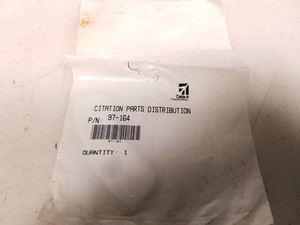 CITATION PARTS DISTRIBUTION
P/N: 97-164
QUANTITY: 1